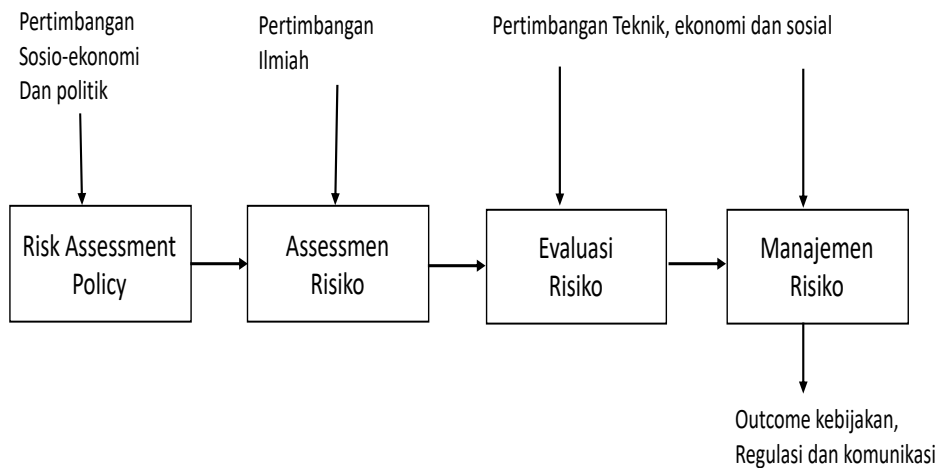 Pertimbangan
Sosio-ekonomi
Dan politik
Pertimbangan
Ilmiah
Pertimbangan Teknik, ekonomi dan sosial
Risk Assessment
Policy
Assessmen
Risiko
Evaluasi
Risiko
Manajemen
Risiko
Outcome kebijakan,
Regulasi dan komunikasi